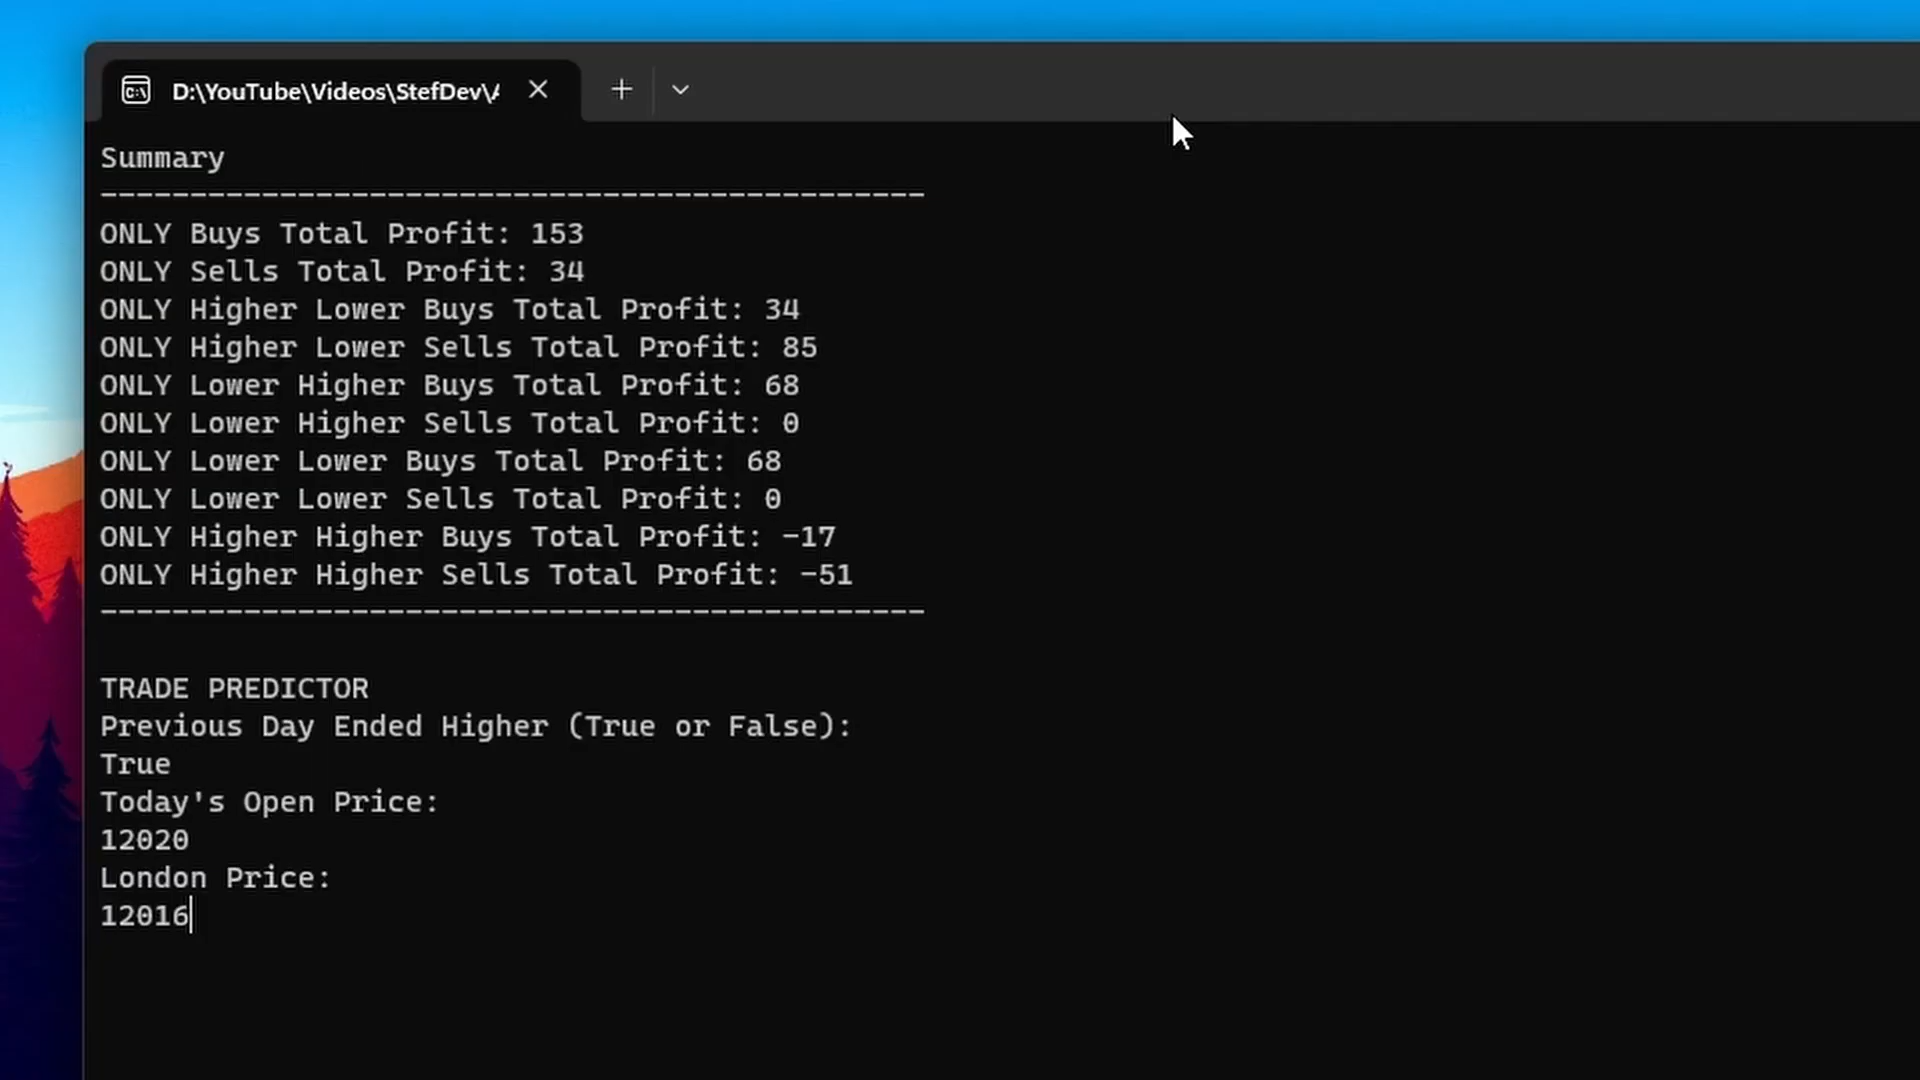 D:\YouTube\Videos\StefDev\A
Summary
----------------------------------------------
ONLY Buys Total Profit: 153
ONLY Sells Total Profit: 34
ONLY Higher Lower Buys Total Profit: 34
ONLY Higher Lower Sells Total Profit: 85
ONLY Lower Higher Buys Total Profit: 68
ONLY Lower Higher Sells Total Profit: 0
ONLY Lower Lower Buys Total Profit: 68
ONLY Lower Lower Sells Total Profit: 0
ONLY Higher Higher Buys Total Profit: -17
ONLY Higher Higher Sells Total Profit: -51
----------------------------------------------
TRADE PREDICTOR
Previous Day Ended Higher (True or False):
True
Today's Open Price:
12020
London Price:
12016